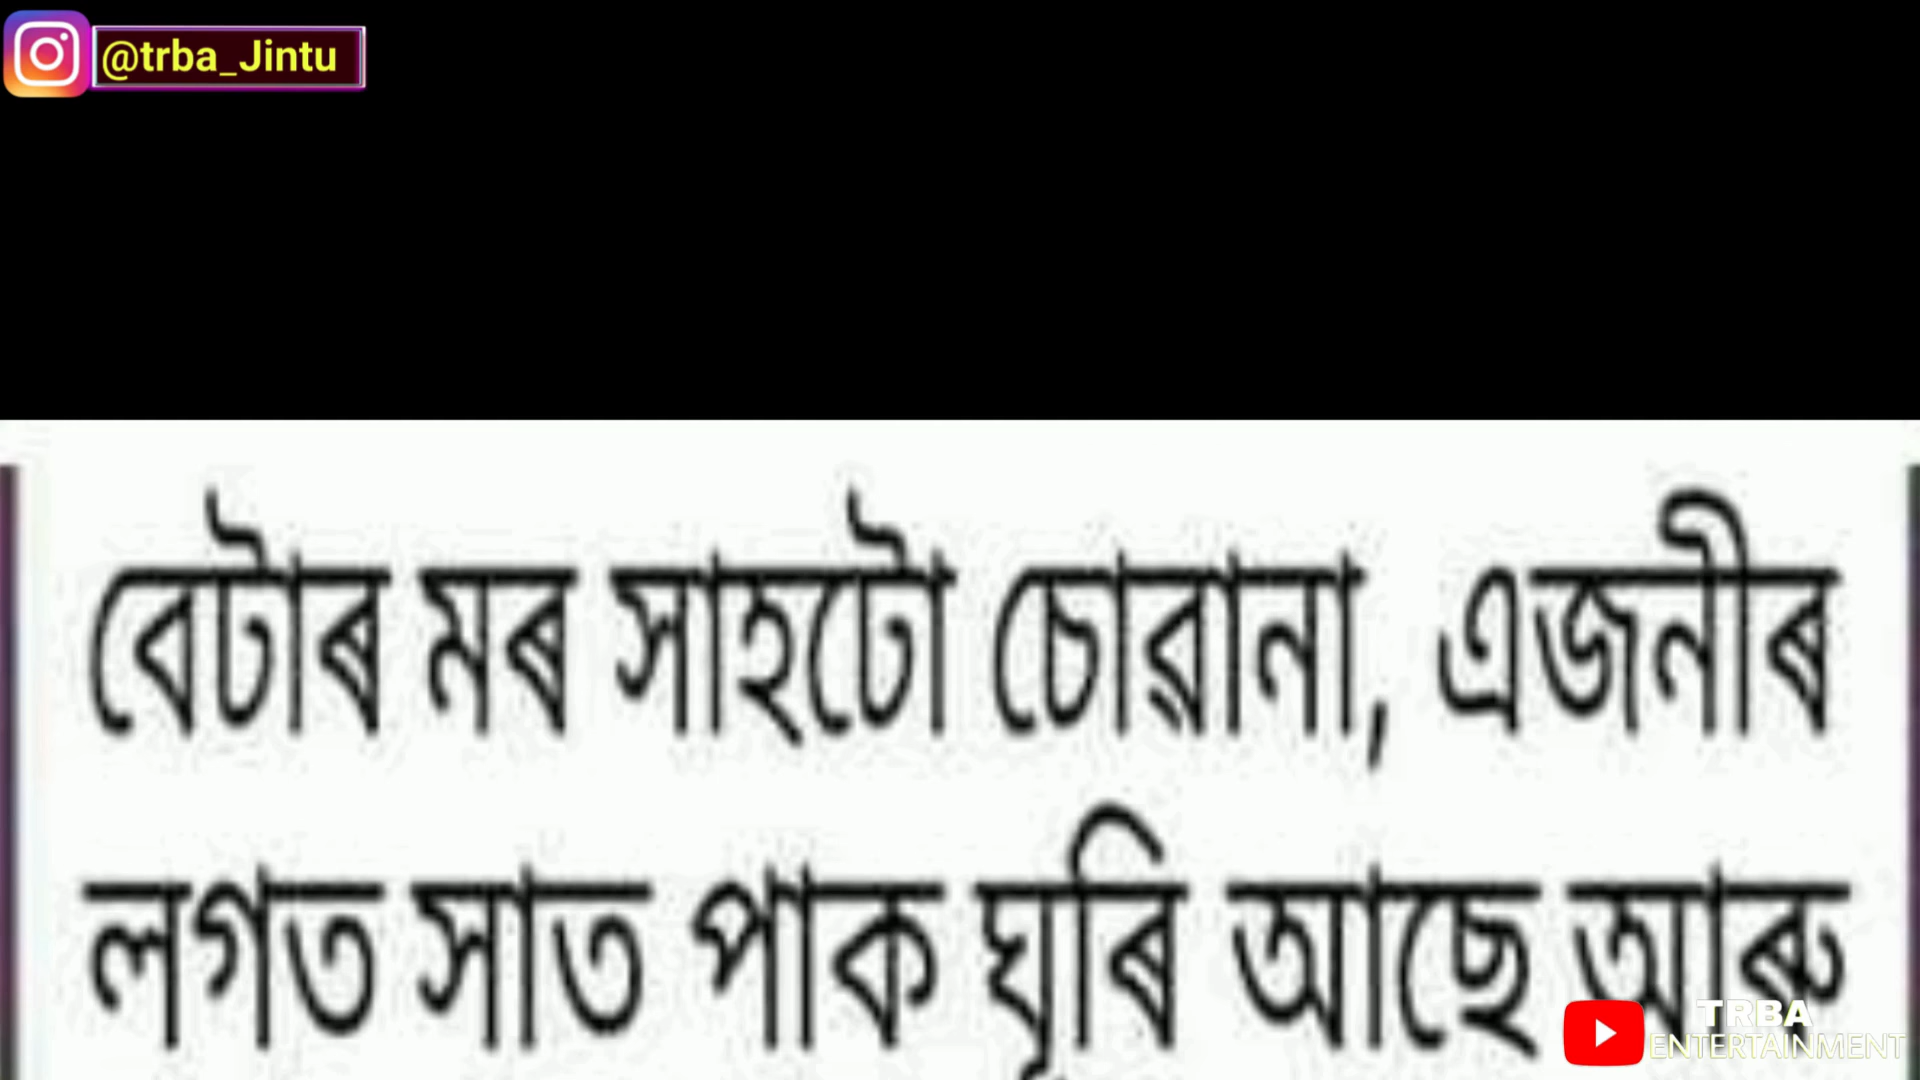 @trba_Jintu
বেটাৰ মৰ সাহটো চোৱানা, এজনীৰ
লগত সাত পাক ঘূৰি আছে আৰু
TRBA
ENTERTAINMENT